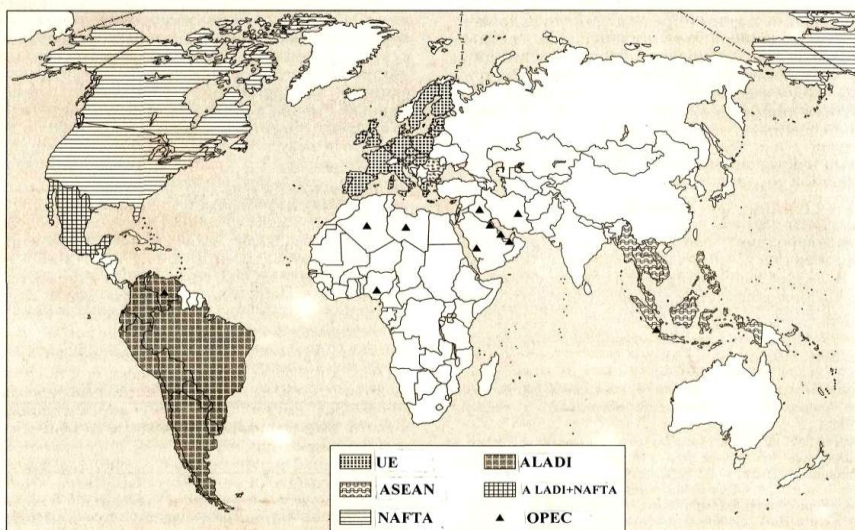 UE
ALADI
ASEAN
A LADI+NAFTA
NAFTA
OPEC